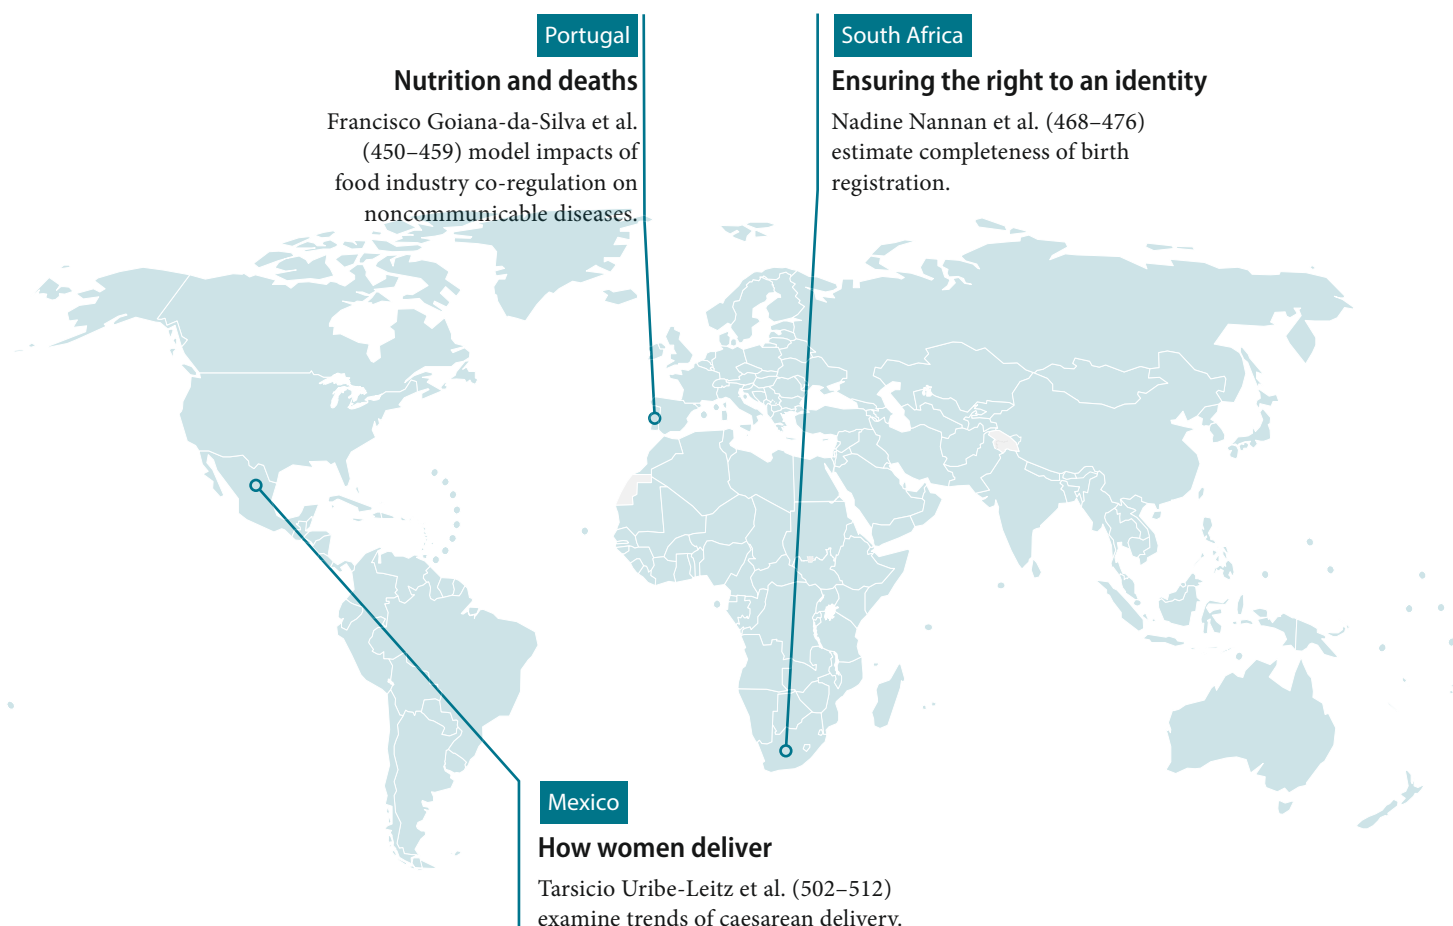 Portugal
Nutrition and deaths
Francisco Goiana-da-Silva et al.
(450–459) model impacts of
food industry co-regulation on
noncommunicable diseases.
South Africa
Ensuring the right to an identity
Nadine Nannan et al. (468–476)
estimate completeness of birth
registration.
Mexico
How women deliver
Tarsicio Uribe-Leitz et al. (502–512)
examine trends of caesarean delivery.